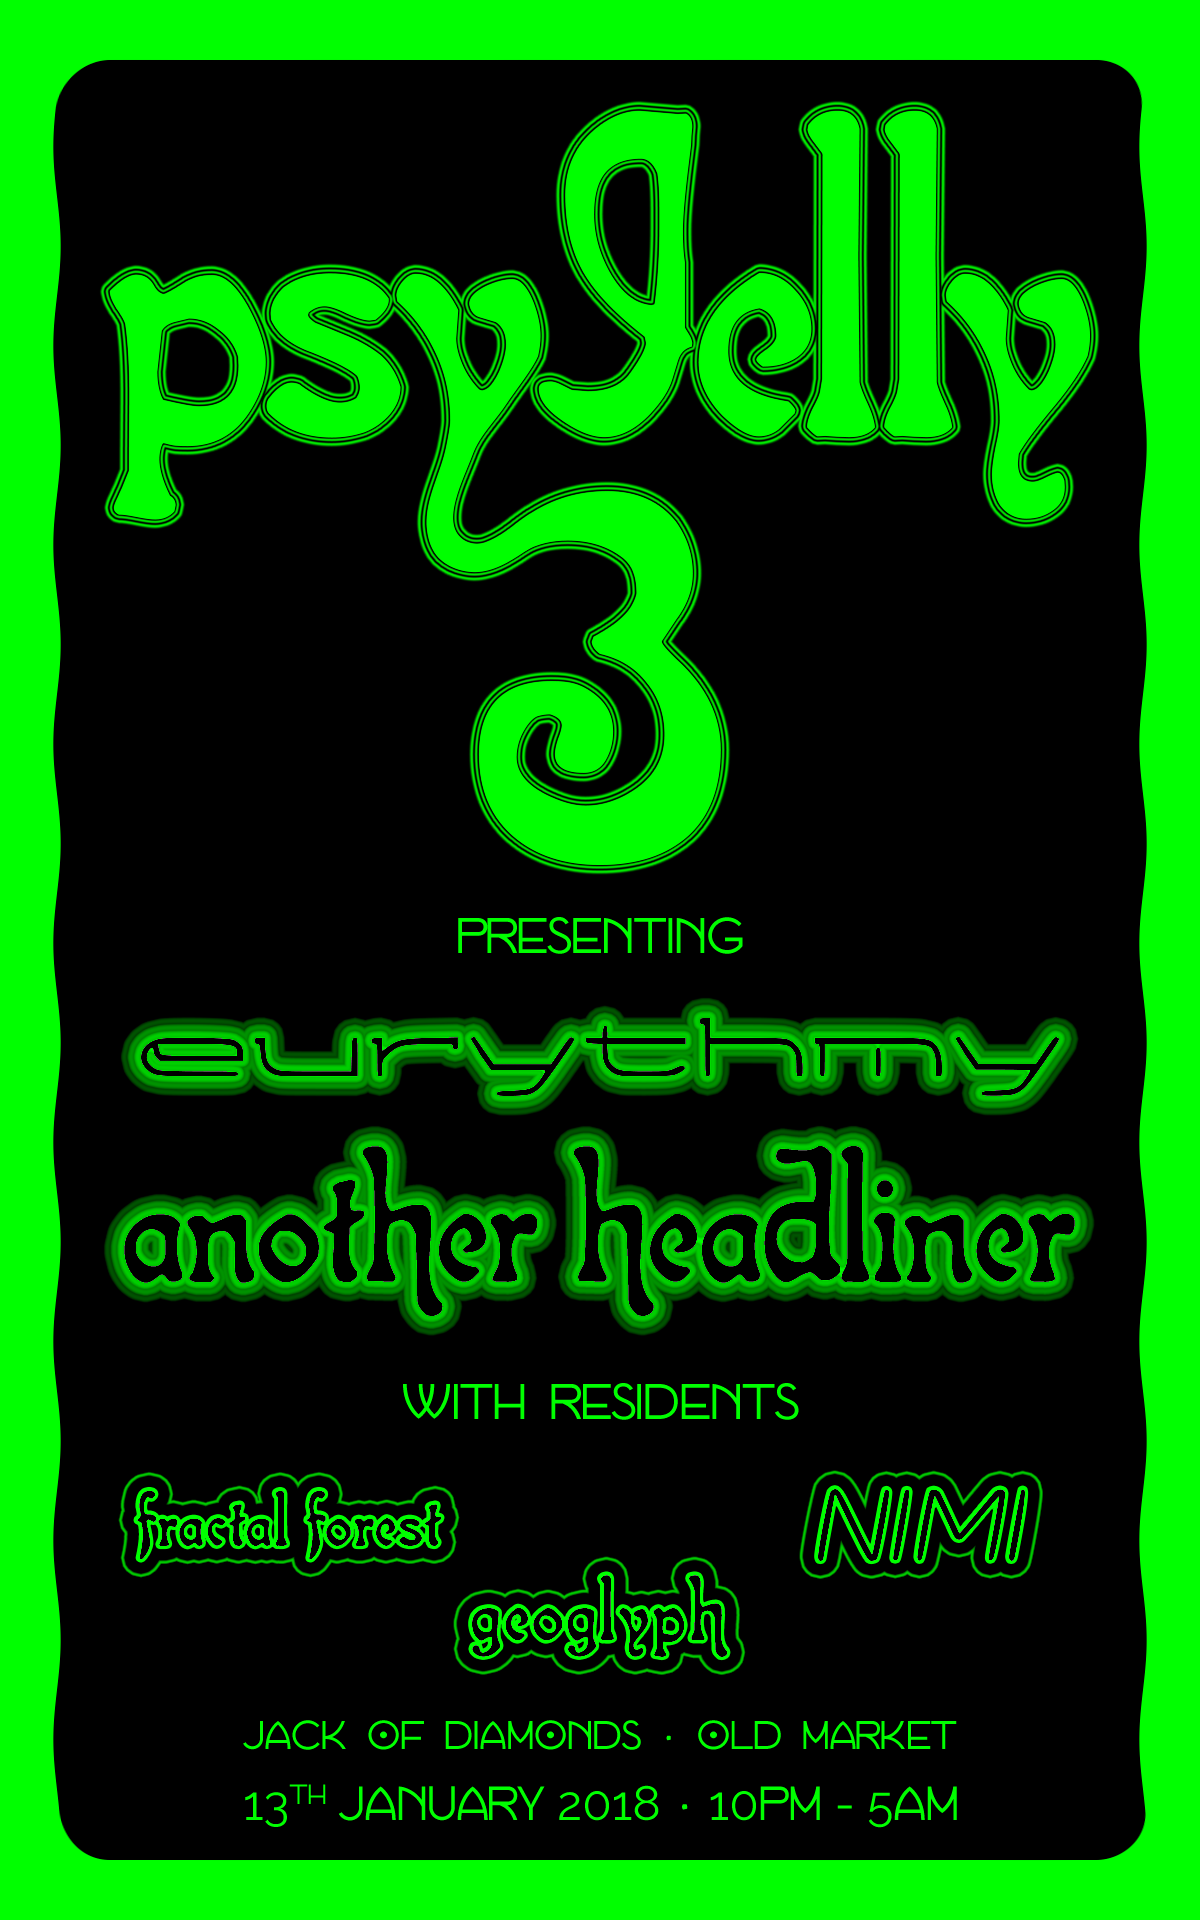 psyJelly
3
PRESENTING
eurythmy
another headliner
WITH RESIDENTS
fractal forest
NIMI
geoglyph
JACK OF DIAMONDS · OLD MARKET
13TH JANUARY 2018 · 10PM - 5AM